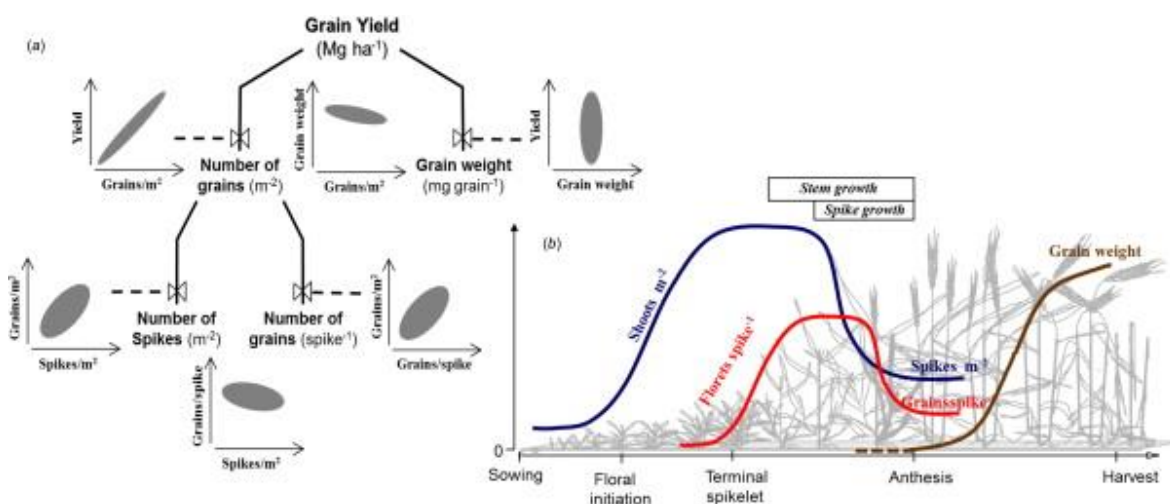 (a)
Grain Yield
(Mg ha⁻¹)
Yield
Grains/m²
Number of
grains (m⁻²)
Grain weight
Grains/m²
Grain weight
(mg grain⁻¹)
Yield
Grain weight
Grains/m²
Spikes/m²
Number of
Spikes (m⁻²)
Number of
grains (spike⁻¹)
Grains/m²
Grains/spike
Grains/spike
Spikes/m²
Stem growth
Spike growth
(b)
Shoots m⁻²
Florets spike⁻¹
Grain weight
Spikes m⁻²
Grainsspike⁻¹
0
Sowing
Floral
initiation
Terminal
spikelet
Anthesis
Harvest